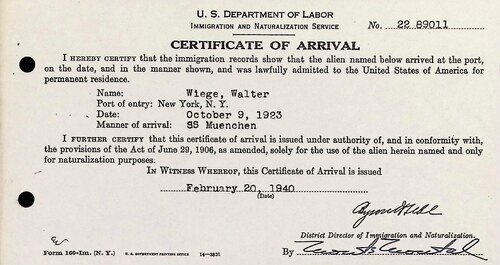 U. S. DEPARTMENT OF LABOR
IMMIGRATION AND NATURALIZATION SERVICE
No. 22 89011
CERTIFICATE OF ARRIVAL
I HEREBY CERTIFY that the immigration records show that the alien named below arrived at the port,
on the date, and in the manner shown, and was lawfully admitted to the United States of America for
permanent residence.
Name: Wiege, Walter
Port of entry: New York, N. Y.
Date: October 9, 1923
Manner of arrival: SS Muenchen
I FURTHER CERTIFY that this certificate of arrival is issued under authority of, and in conformity with,
the provisions of the Act of June 29, 1906, as amended, solely for the use of the alien herein named and only
for naturalization purposes.
IN WITNESS WHEREOF, this Certificate of Arrival is issued
February 20, 1940
(Date)
District Director of Immigration and Naturalization.
By
Form 160-Im. (N. Y.)
U. S. GOVERNMENT PRINTING OFFICE